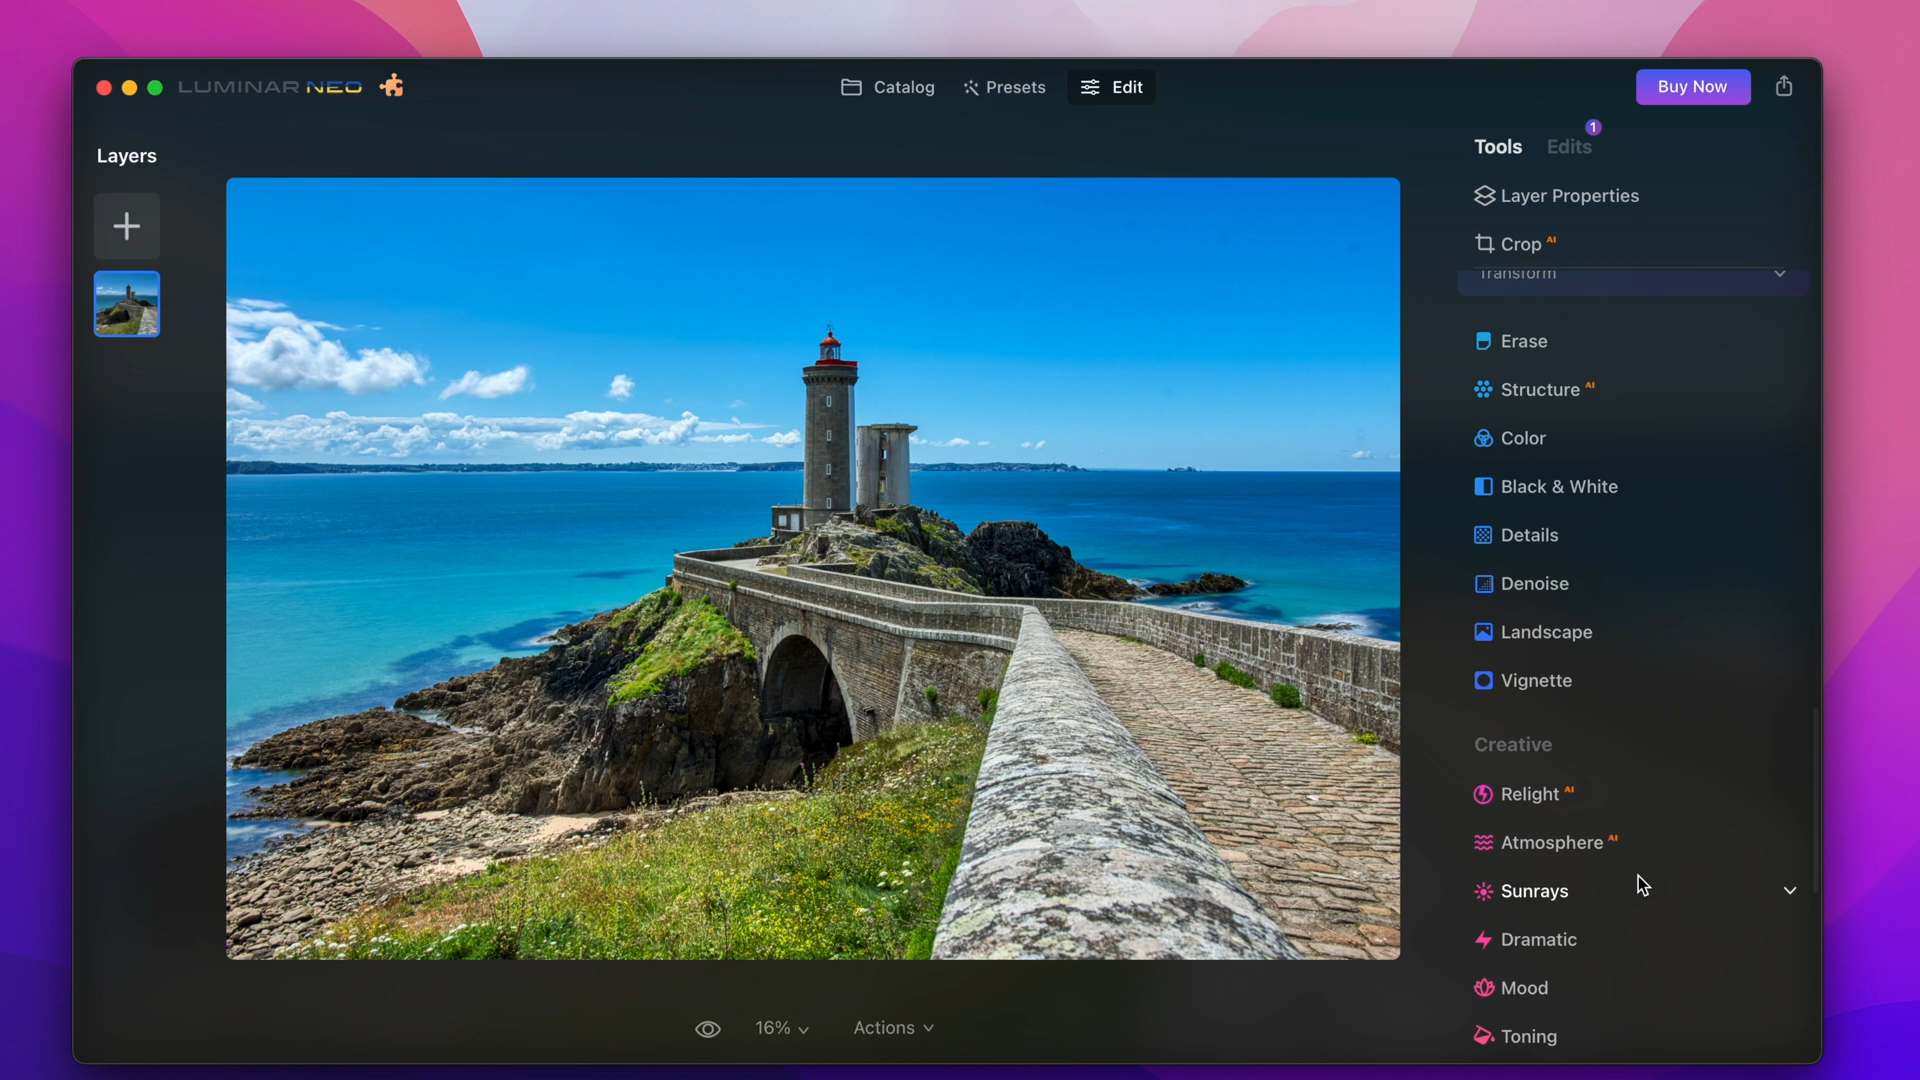 LUMINAR NEO
Catalog
Presets
Edit
Buy Now
Layers
Tools
Edits
1
Layer Properties
Crop AI
Transform
Erase
Structure AI
Color
Black & White
Details
Denoise
Landscape
Vignette
Creative
Relight AI
Atmosphere AI
Sunrays
Dramatic
Mood
Toning
16%
Actions